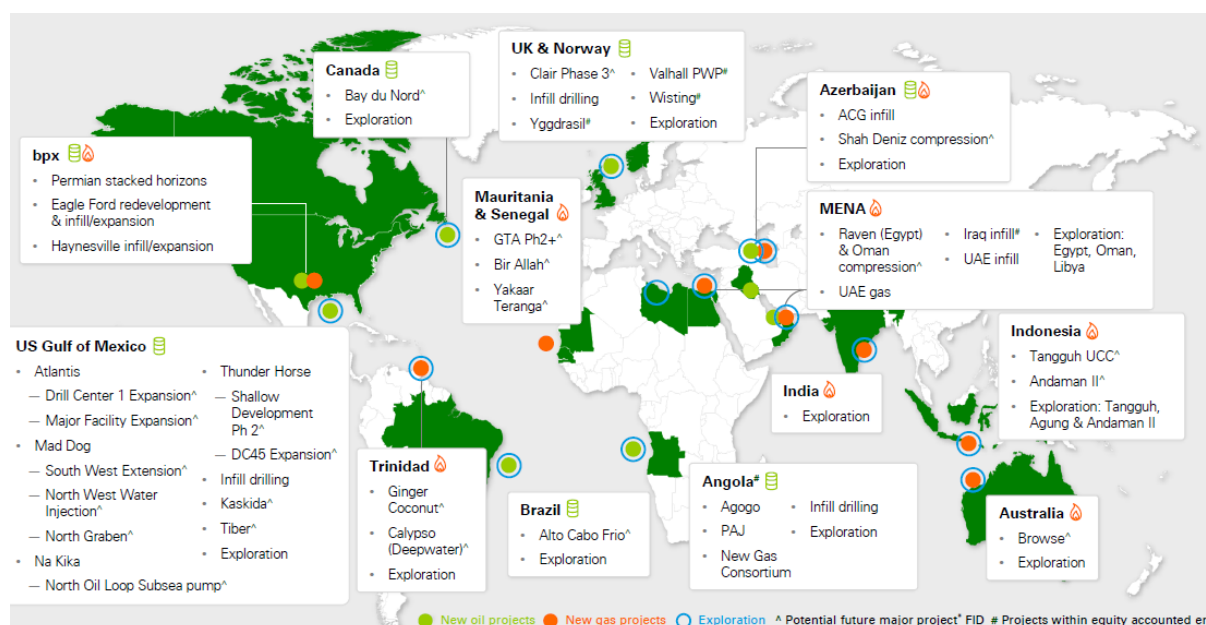 Canada
• Bay du Nord^
• Exploration
UK & Norway
• Clair Phase 3^
• Infill drilling
• Yggdrasil#
• Valhall PWP#
• Wisting#
• Exploration
Azerbaijan
• ACG infill
• Shah Deniz compression^
• Exploration
bpx
• Permian stacked horizons
• Eagle Ford redevelopment
& infill/expansion
• Haynesville infill/expansion
Mauritania
& Senegal
• GTA Ph2+^
• Bir Allah^
• Yakaar
Teranga^
MENA
• Raven (Egypt)
& Oman
compression^
• UAE gas
• Iraq infill#
• UAE infill
• Exploration:
Egypt, Oman,
Libya
US Gulf of Mexico
• Atlantis
— Drill Center 1 Expansion^
— Major Facility Expansion^
• Mad Dog
— South West Extension^
— North West Water
Injection^
— North Graben^
• Na Kika
— North Oil Loop Subsea pump^
• Thunder Horse
— Shallow
Development
Ph 2^
— DC45 Expansion^
• Infill drilling
• Kaskida^
• Tiber^
• Exploration
Trinidad
• Ginger
Coconut^
• Calypso
(Deepwater)^
• Exploration
Brazil
• Alto Cabo Frio^
• Exploration
Angola#
• Agogo
• PAJ
• New Gas
Consortium
• Infill drilling
• Exploration
India
• Exploration
Indonesia
• Tangguh UCC^
• Andaman II^
• Exploration: Tangguh,
Agung & Andaman II
Australia
• Browse^
• Exploration
New oil projects New gas projects Exploration ^ Potential future major project* FID # Projects within equity accounted